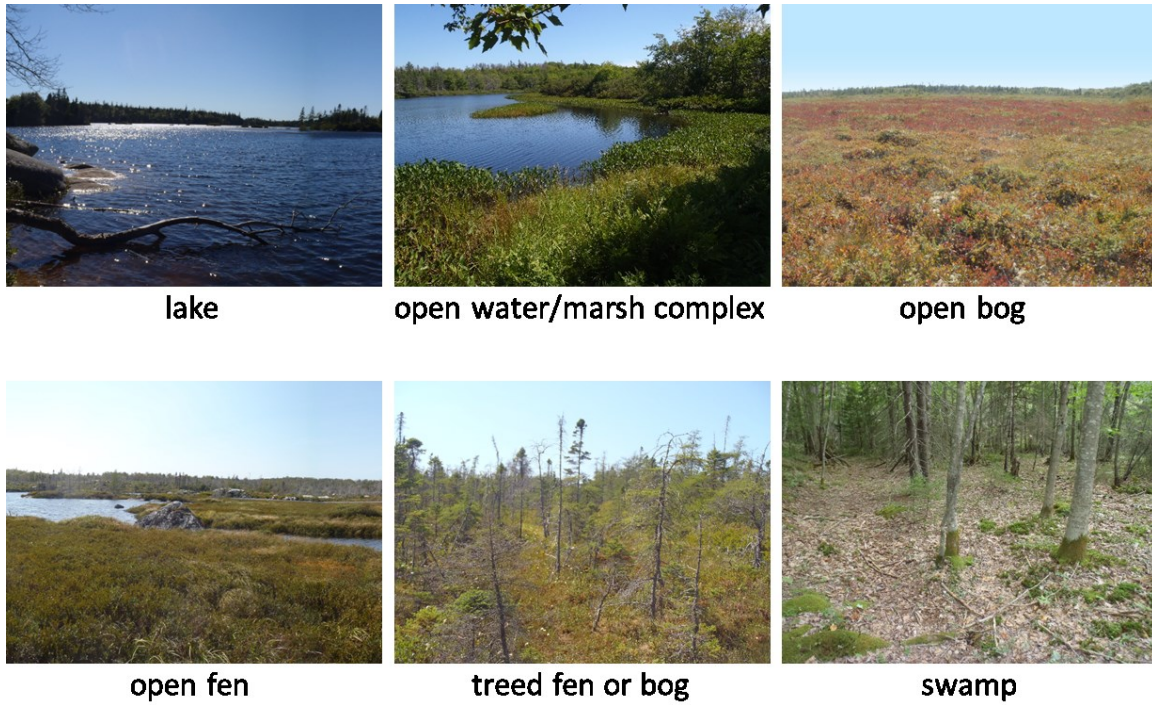 lake
open water/marsh complex
open bog
open fen
treed fen or bog
swamp